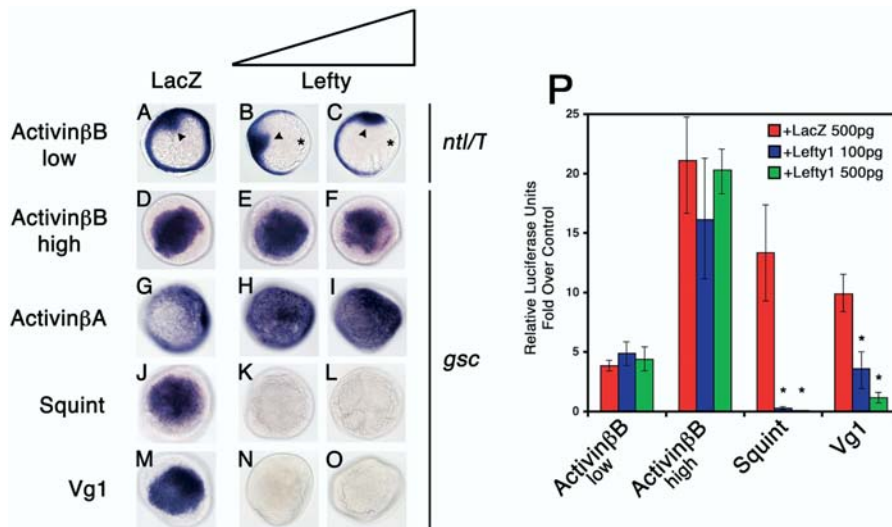 LacZ Lefty
ActivinβB
low
A B * C *
ntl/T
ActivinβB
high
D E F
ActivinβA
G H I
gsc
Squint
J K L
Vg1
M N O
P
Relative Luciferase Units
Fold Over Control
25
20
15
10
5
0
+LacZ 500pg
+Lefty1 100pg
+Lefty1 500pg
* * * *
ActivinβB
low
ActivinβB
high
Squint
Vg1